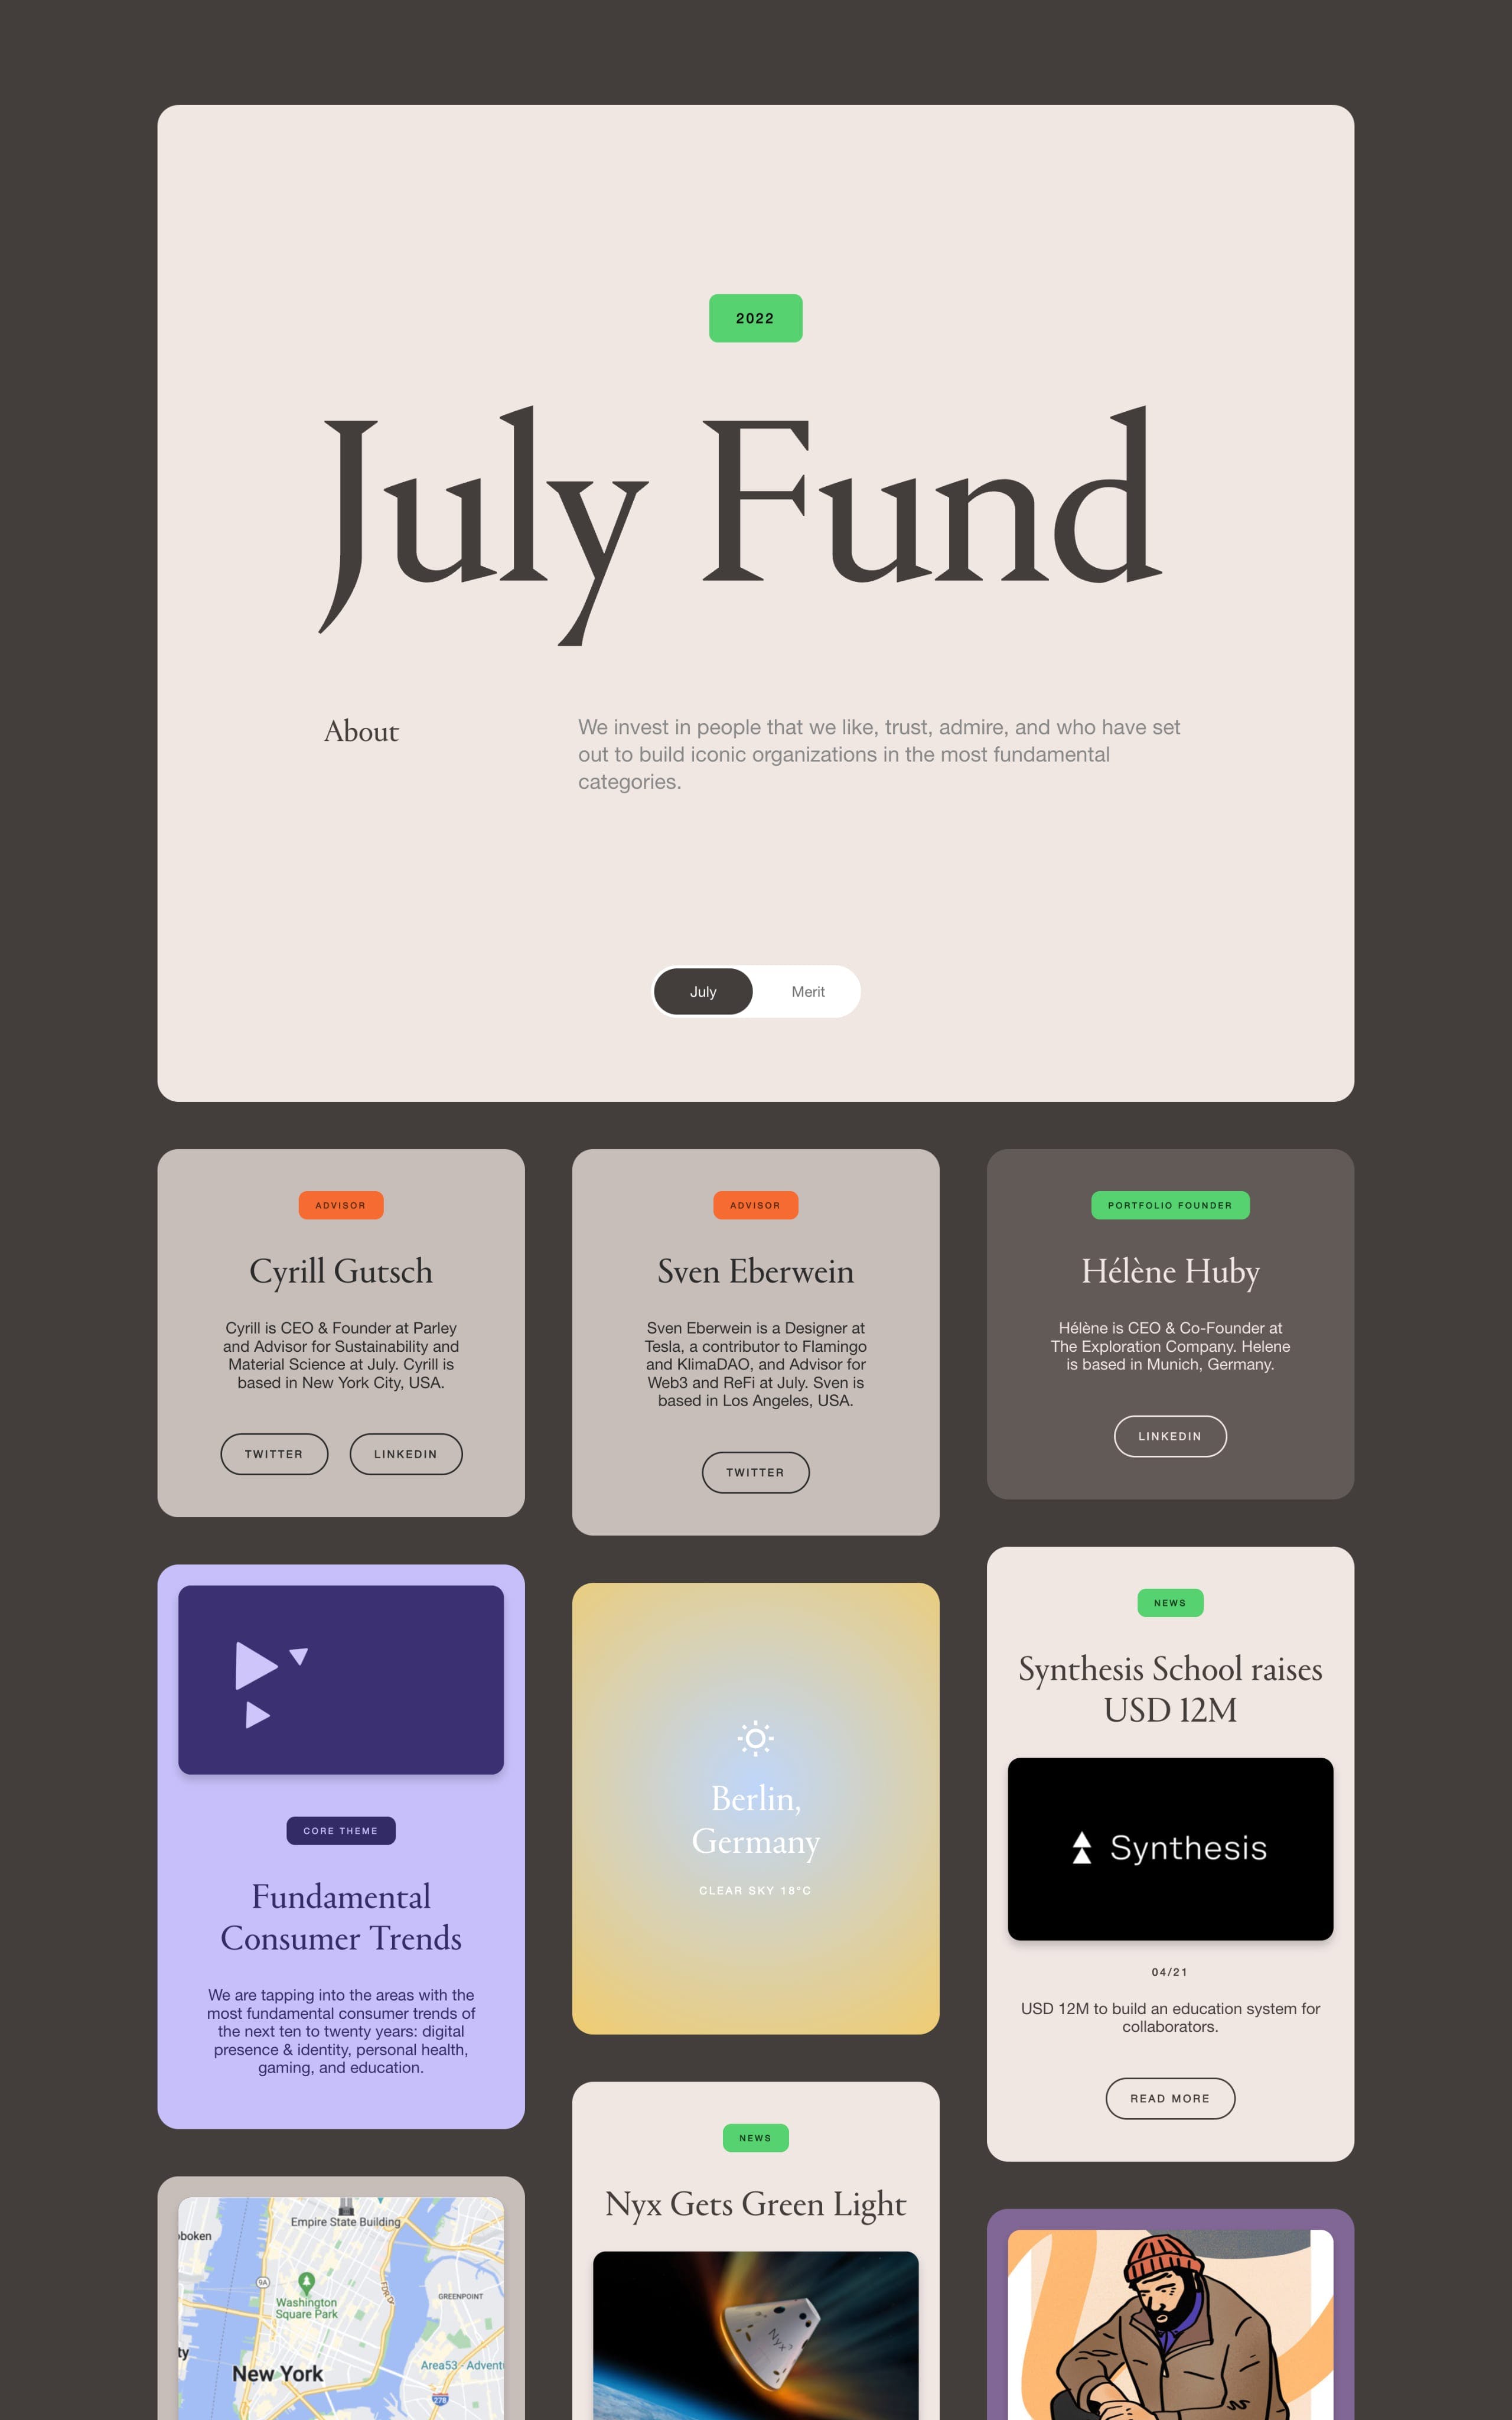 2022
July Fund
About
We invest in people that we like, trust, admire, and who have set
out to build iconic organizations in the most fundamental
categories.
July
Merit
ADVISOR
Cyrill Gutsch
Cyrill is CEO & Founder at Parley
and Advisor for Sustainability and
Material Science at July. Cyrill is
based in New York City, USA.
TWITTER
LINKEDIN
ADVISOR
Sven Eberwein
Sven Eberwein is a Designer at
Tesla, a contributor to Flamingo
and KlimaDAO, and Advisor for
Web3 and ReFi at July. Sven is
based in Los Angeles, USA.
TWITTER
PORTFOLIO FOUNDER
Hélène Huby
Hélène is CEO & Co-Founder at
The Exploration Company. Helene
is based in Munich, Germany.
LINKEDIN
CORE THEME
Fundamental
Consumer Trends
We are tapping into the areas with the
most fundamental consumer trends of
the next ten to twenty years: digital
presence & identity, personal health,
gaming, and education.
Berlin,
Germany
CLEAR SKY 18°C
NEWS
Synthesis School raises
USD 12M
Synthesis
04/21
USD 12M to build an education system for
collaborators.
READ MORE
NEWS
Nyx Gets Green Light
Nyx
Empire State Building
oboken
9A
Washington
Square Park
FDR Dr
GREENPOINT
ty
New York
Area53 - Advent
278